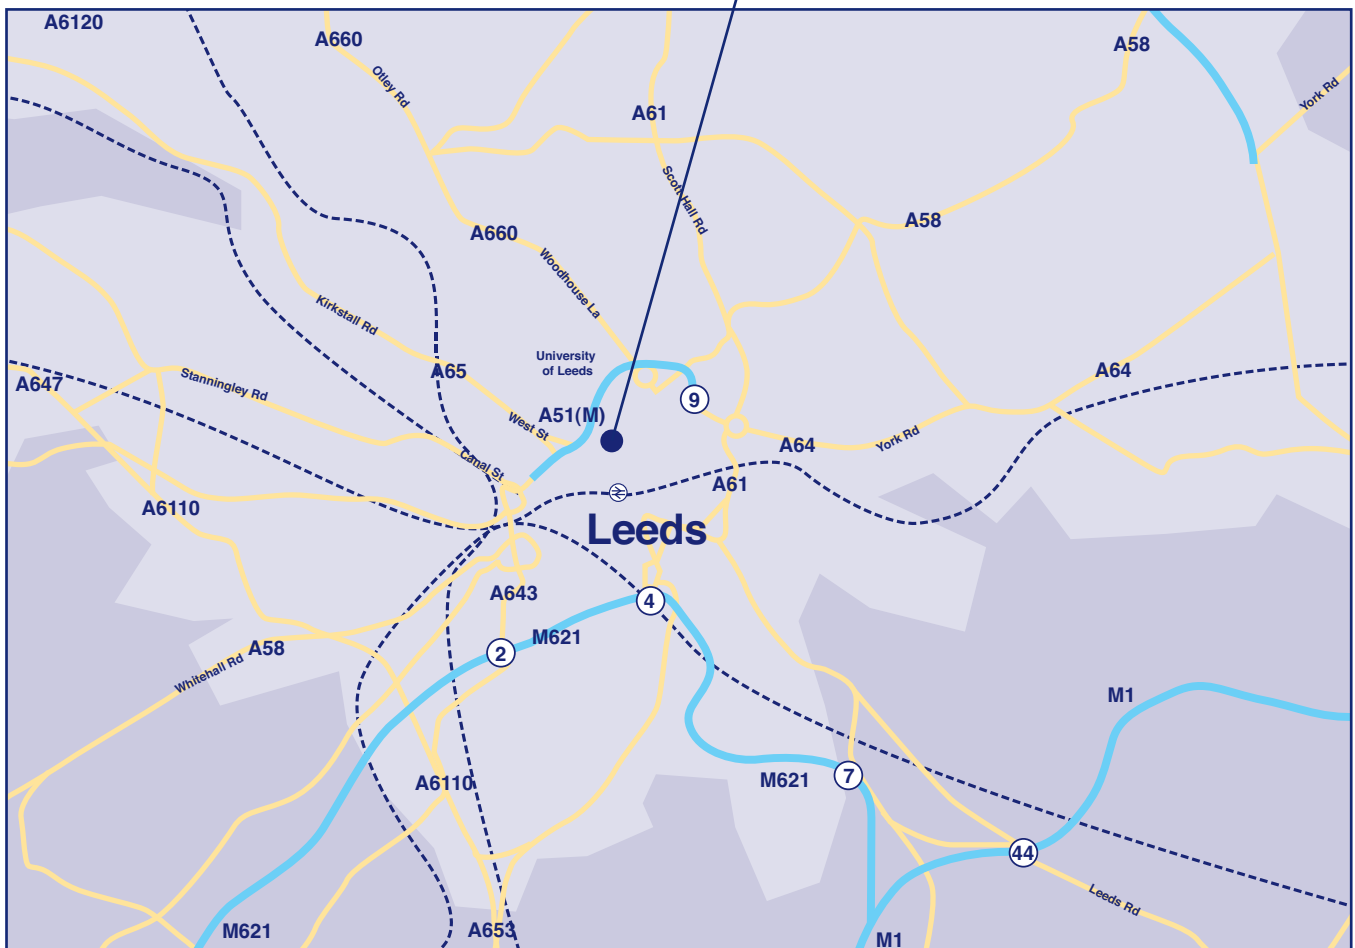 A6120
A660
A58
Otley Rd
York Rd
A61
Scott Hall Rd
A58
A660
Woodhouse La
Kirkstall Rd
University
of Leeds
A65
A647
Stanningley Rd
A64
9
A51(M)
West St
A64
York Rd
Canal St
A61
A6110
Leeds
A643
4
M621
2
A58
Whitehall Rd
M1
A6110
M621
7
44
Leeds Rd
M621
A653
M1